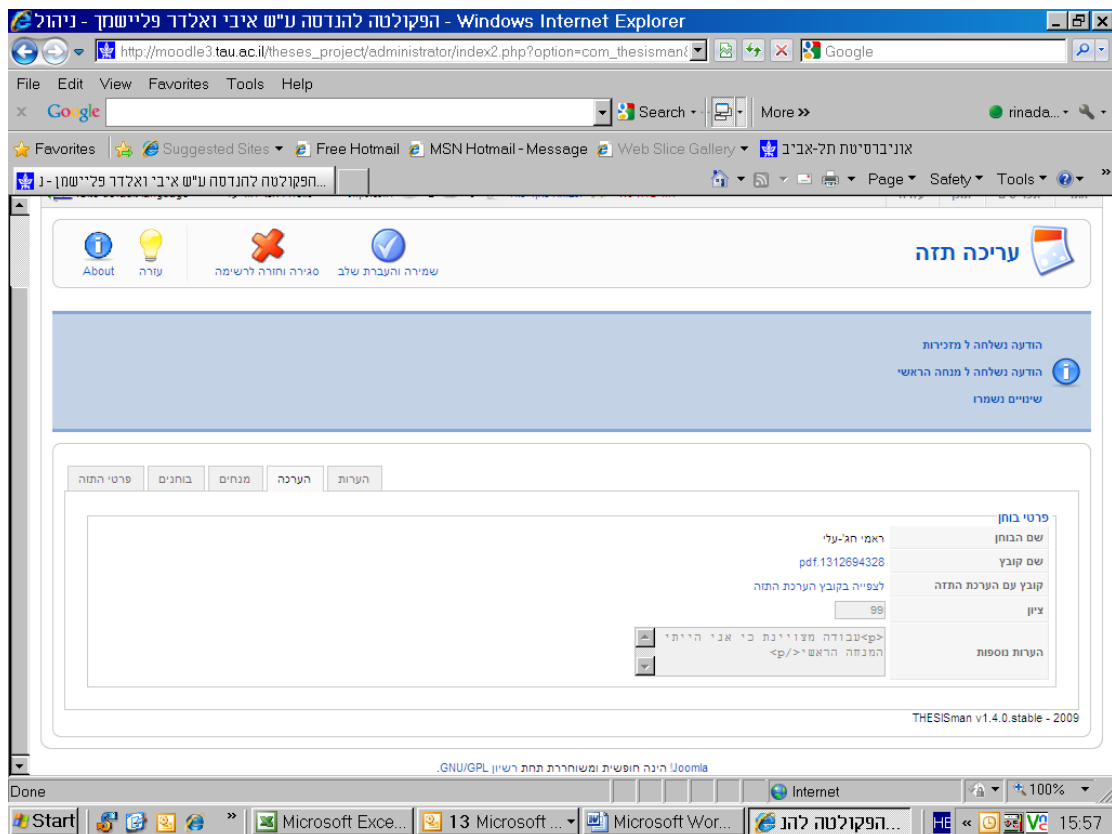 הפקולטה להנדסה ע"ש איבי ואלדר פליישמך - ניהול - Windows Internet Explorer
http://moodle3.tau.ac.il/theses_project/administrator/index2.php?option=com_thesisman&
Google
File Edit View Favorites Tools Help
Google Search More » rinada...
Favorites Suggested Sites Free Hotmail MSN Hotmail - Message Web Slice Gallery אוניברסיטת תל-אביב
הפקולטה להנדסה ע"ש איבי ואלדר פליישמן - נ... Page Safety Tools »
עריכה תזה
שמירה והעברת שלב
סגירה וחזרה לרשימה
עזרה
About
הודעה נשלחה ל מזכירות
הודעה נשלחה ל מנחה הראשי
שינויים נשמרו
הערות הערכה מנחים בוחנים פרטי התזה
פרטי בוחן
שם הבוחן ראמי חג'-עלי
שם קובץ pdf.1312694328
קובץ עם הערכת התזה לצפייה בקובץ הערכת התזה
ציון 99
הערות נוספות <p>עבודה מצויינת כי אני הייתי
המנחה הראשי</p>
THESISman v1.4.0.stable - 2009
Joomla! הינה חופשית ומשוחררת תחת רשיון GNU/GPL.
Done Internet 100%
Start » Microsoft Exce... 13 Microsoft ... Microsoft Wor... הפקולטה להנ... HE « 15:57